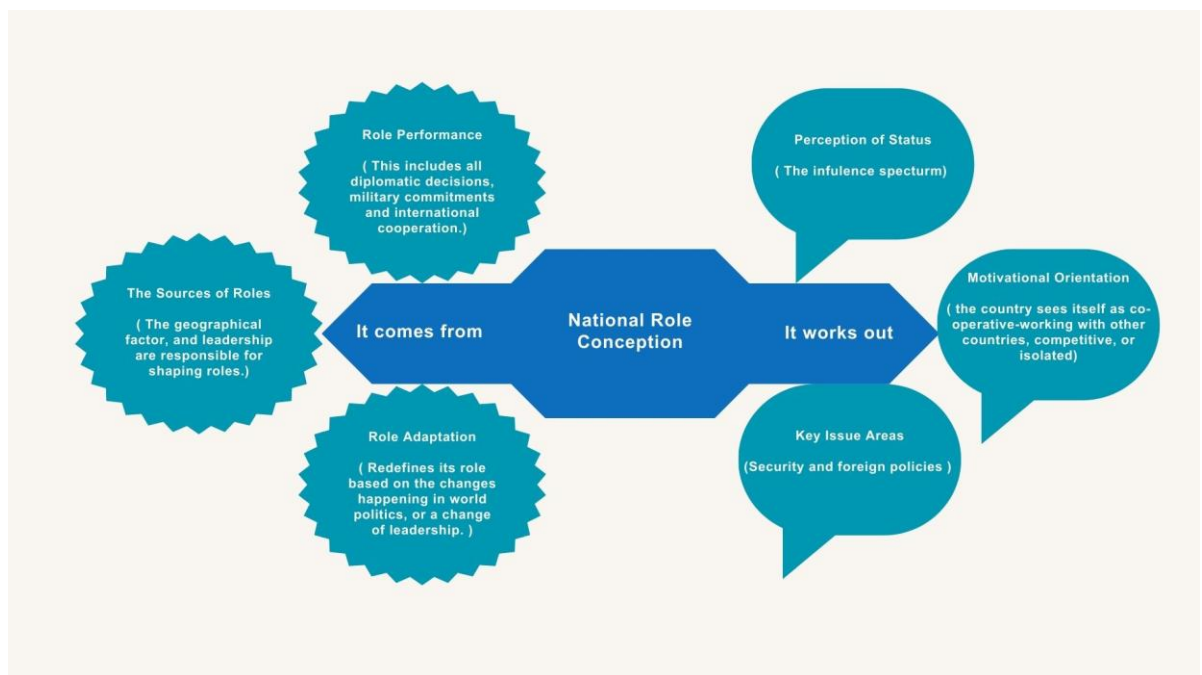 Role Performance
( This includes all
diplomatic decisions,
military commitments
and international
cooperation.)
Perception of Status
( The infulence specturm)
The Sources of Roles
( The geographical
factor, and leadership
are responsible for
shaping roles.)
It comes from
National Role
Conception
It works out
Motivational Orientation
( the country sees itself as co-
operative-working with other
countries, competitive, or
isolated)
Role Adaptation
( Redefines its role
based on the changes
happening in world
politics, or a change
of leadership. )
Key Issue Areas
(Security and foreign policies )